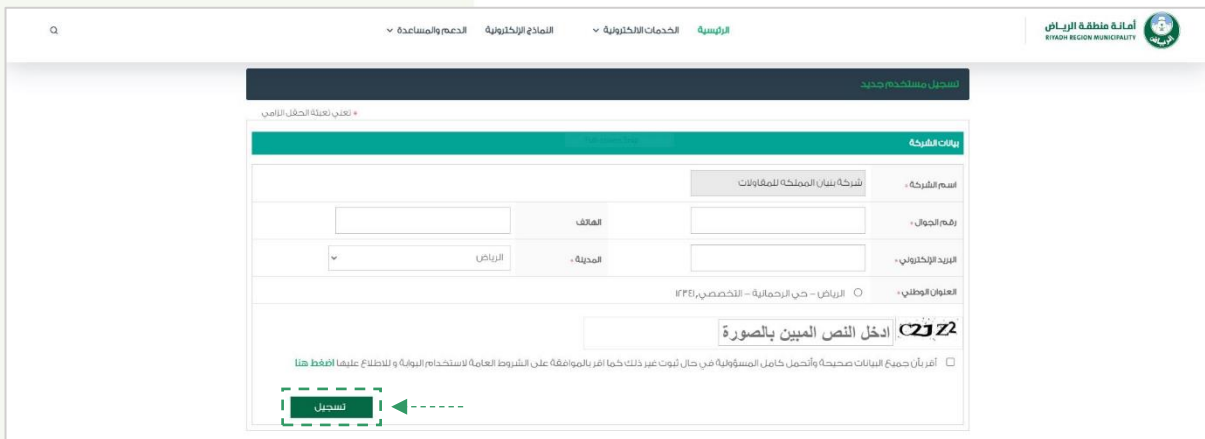 أمانة منطقة الرياض
RIYADH REGION MUNICIPALITY
الرئيسية الخدمات الالكترونية النماذج الإلكترونية الدعم والمساعدة
تسجيل مستخدم جديد
* تعني تعبئة الحقل الزامي
بيانات الشركة
اسم الشركة * شركة بنيان المملكة للمقاولات
رقم الجوال * الهاتف
البريد الإلكتروني * المدينة * الرياض
العنوان الوطني * الرياض – حي الرحمانية – التخصصي,١٢٣٤١
C2JZ2 ادخل النص المبين بالصورة
أقر بأن جميع البيانات صحيحة وأتحمل كامل المسؤولية في حال ثبوت غير ذلك كما اقر بالموافقة على الشروط العامة لاستخدام البوابة و للاطلاع عليها اضغط هنا
تسجيل